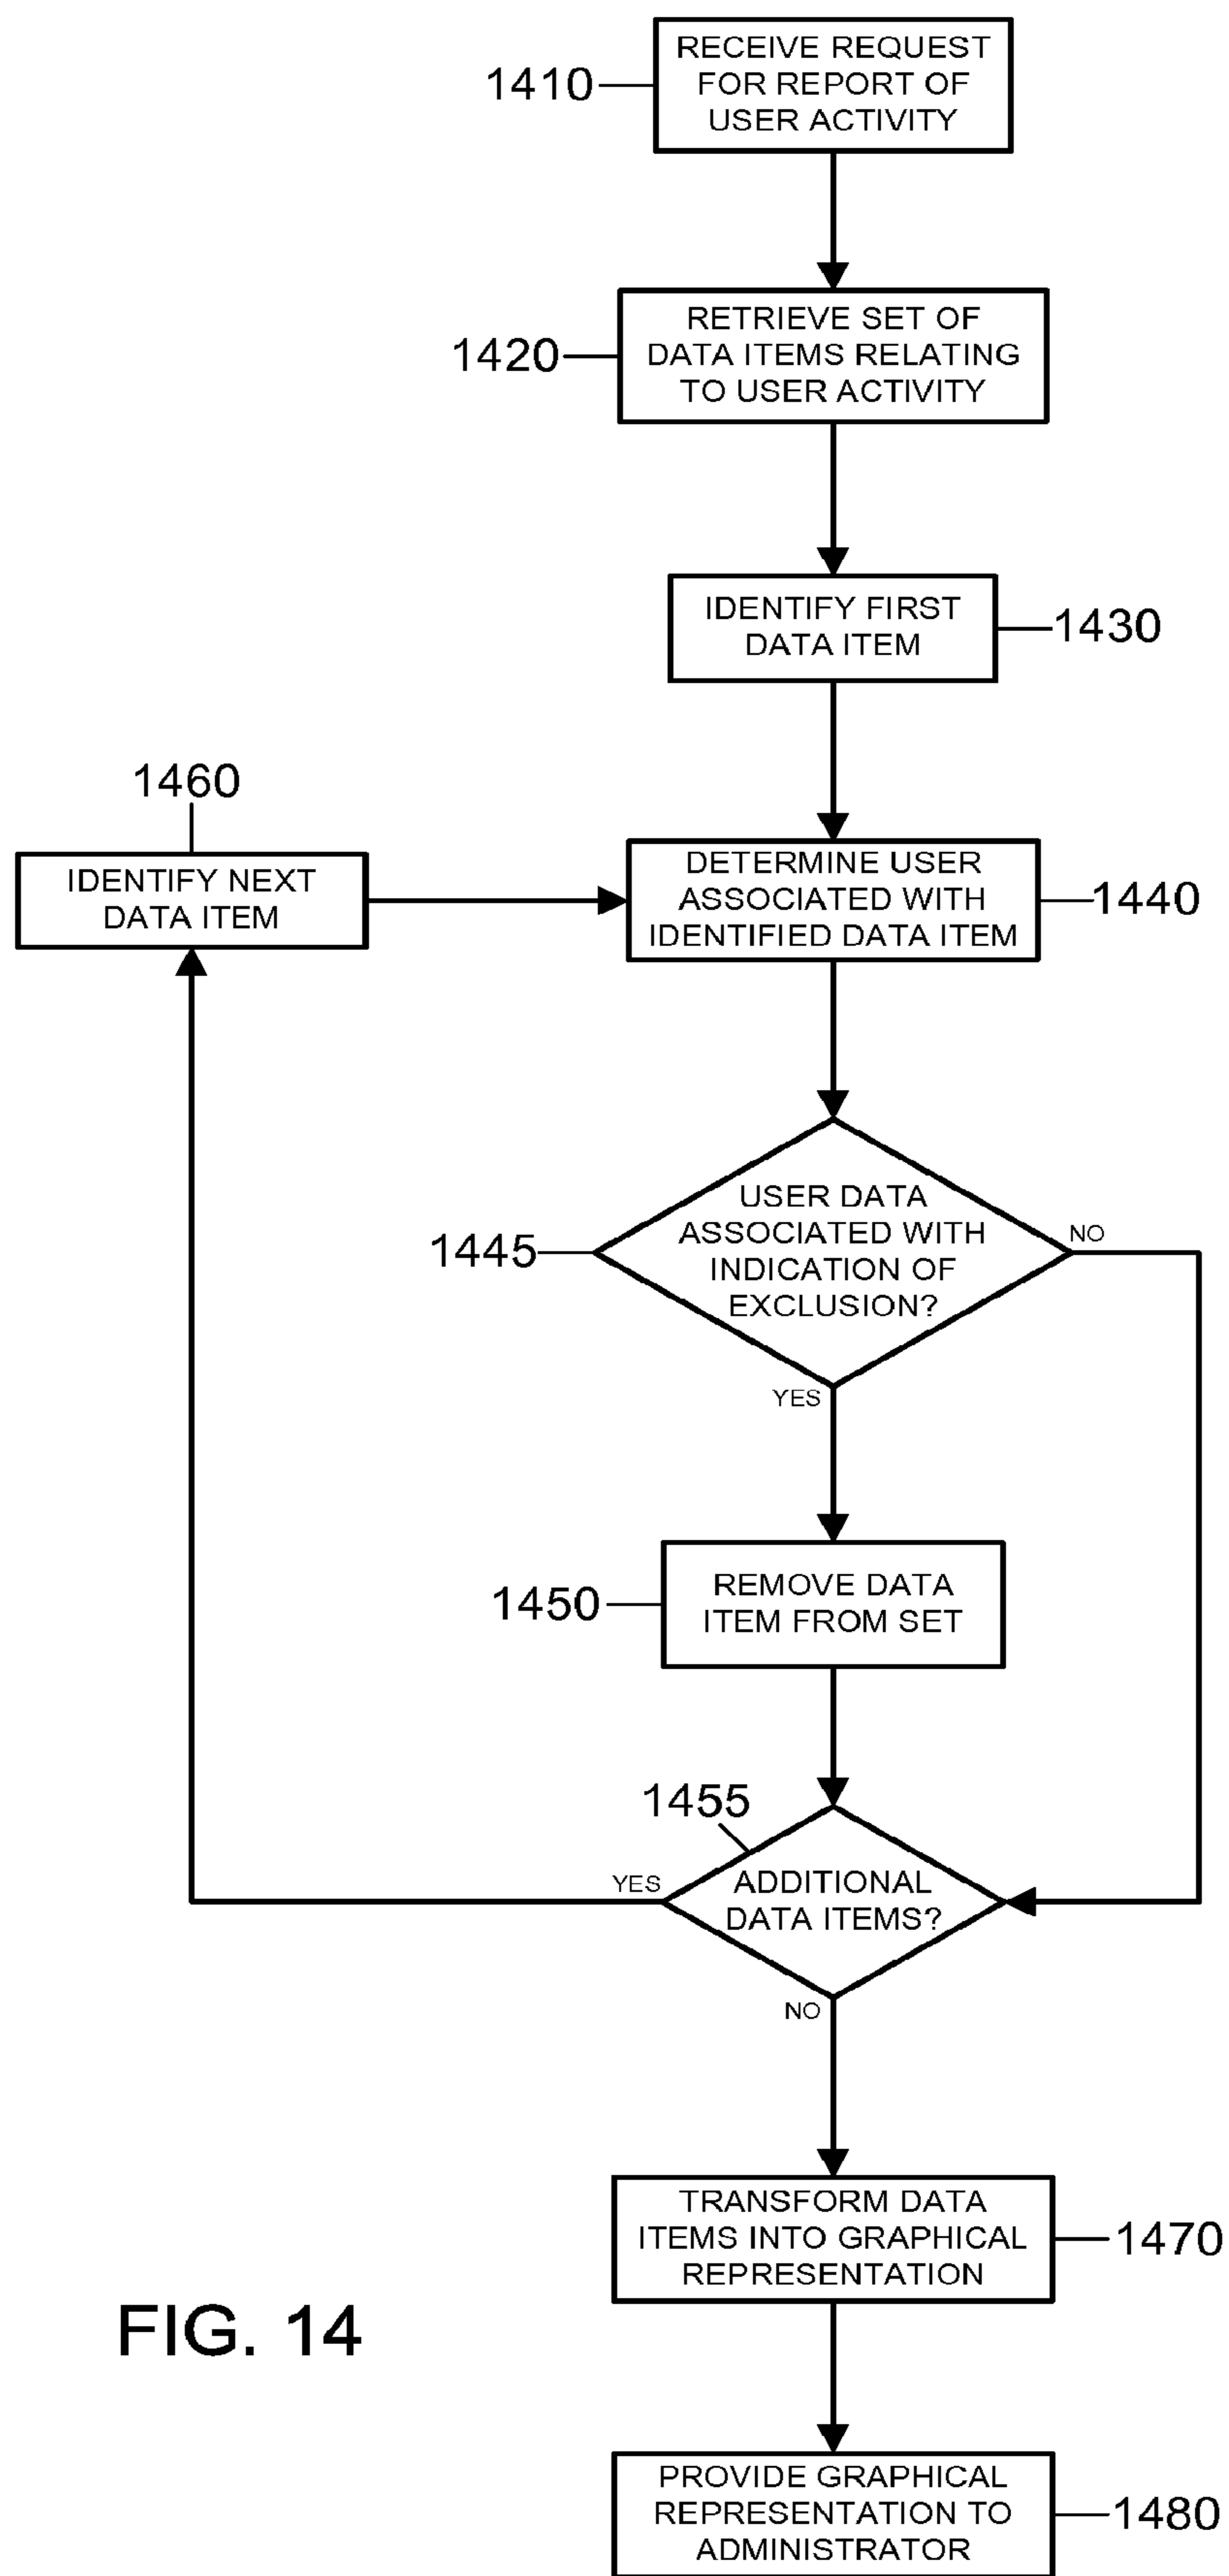 RECEIVE REQUEST
FOR REPORT OF
USER ACTIVITY
1410
RETRIEVE SET OF
DATA ITEMS RELATING
TO USER ACTIVITY
1420
IDENTIFY FIRST
DATA ITEM
1430
1460
IDENTIFY NEXT
DATA ITEM
DETERMINE USER
ASSOCIATED WITH
IDENTIFIED DATA ITEM
1440
USER DATA
ASSOCIATED WITH
INDICATION OF
EXCLUSION?
1445
NO
YES
REMOVE DATA
ITEM FROM SET
1450
1455
ADDITIONAL
DATA ITEMS?
YES
NO
TRANSFORM DATA
ITEMS INTO GRAPHICAL
REPRESENTATION
1470
FIG. 14
PROVIDE GRAPHICAL
REPRESENTATION TO
ADMINISTRATOR
1480